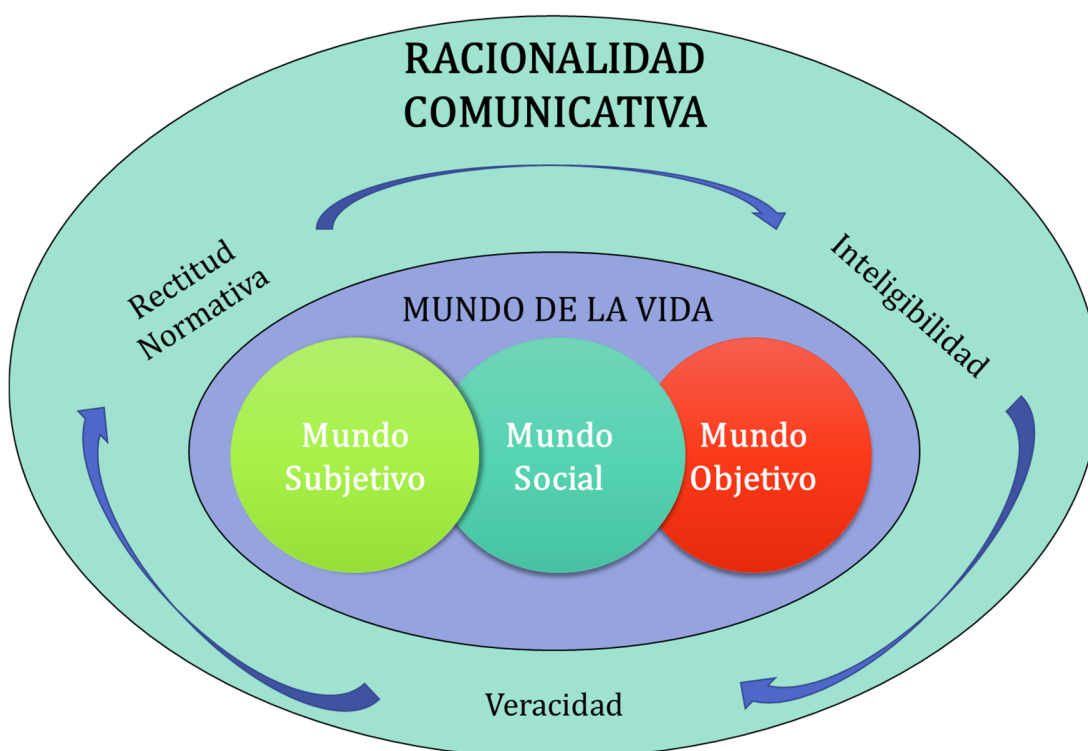 RACIONALIDAD
COMUNICATIVA
Rectitud
Normativa
Inteligibilidad
MUNDO DE LA VIDA
Mundo
Subjetivo
Mundo
Social
Mundo
Objetivo
Veracidad